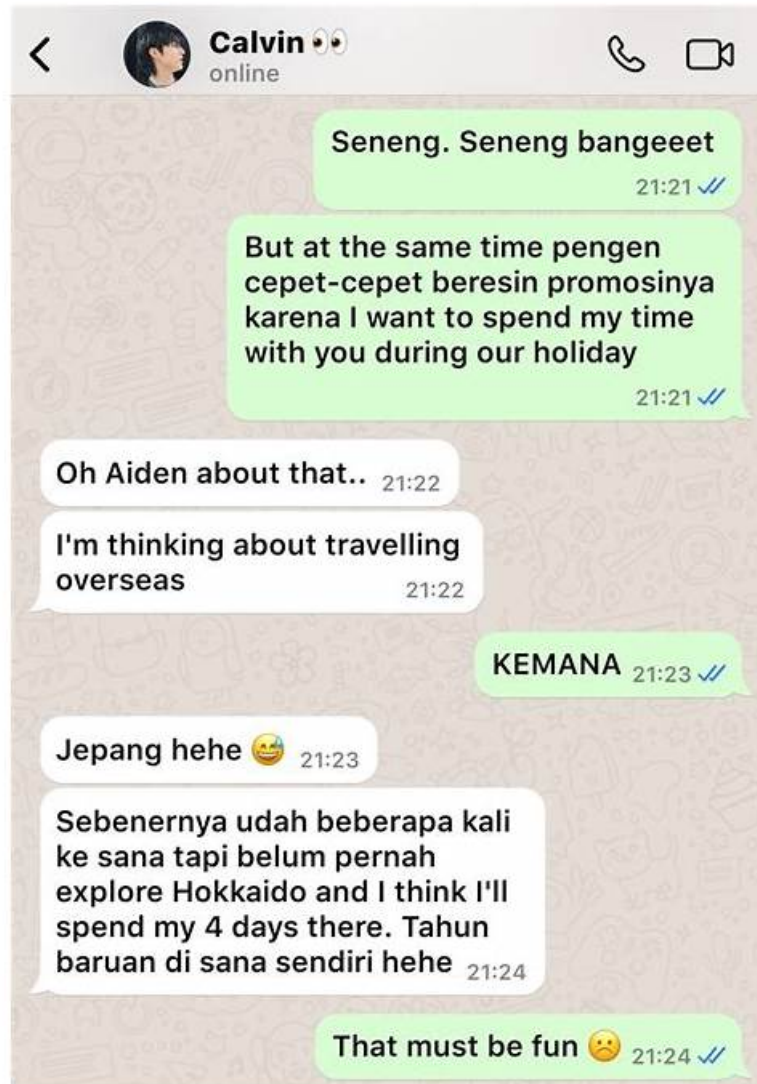 Calvin 👀
online
Seneng. Seneng bangeeet
21:21
But at the same time pengen
cepet-cepet beresin promosinya
karena I want to spend my time
with you during our holiday
21:21
Oh Aiden about that.. 21:22
I'm thinking about travelling
overseas 21:22
KEMANA 21:23
Jepang hehe 😅 21:23
Sebenernya udah beberapa kali
ke sana tapi belum pernah
explore Hokkaido and I think I'll
spend my 4 days there. Tahun
baruan di sana sendiri hehe 21:24
That must be fun ☹️ 21:24